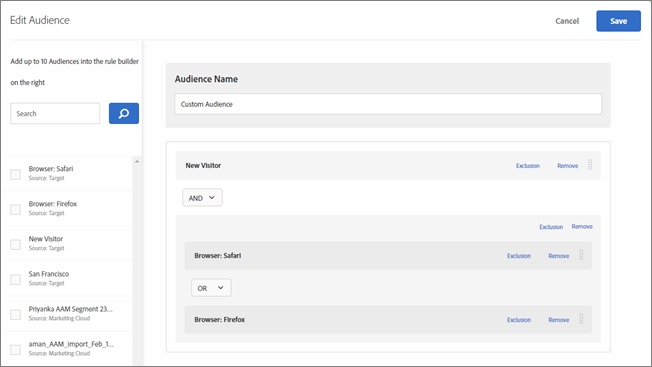 Edit Audience
Cancel
Save
Add up to 10 Audiences into the rule builder
on the right
Search
Browser: Safari
Source: Target
Browser: Firefox
Source: Target
New Visitor
Source: Target
San Francisco
Source: Target
Priyanka AAM Segment 23...
Source: Marketing Cloud
aman_AAM_import_Feb_1...
Source: Marketing Cloud
Audience Name
Custom Audience
New Visitor Exclusion Remove
AND
Exclusion Remove
Browser: Safari Exclusion Remove
OR
Browser: Firefox Exclusion Remove